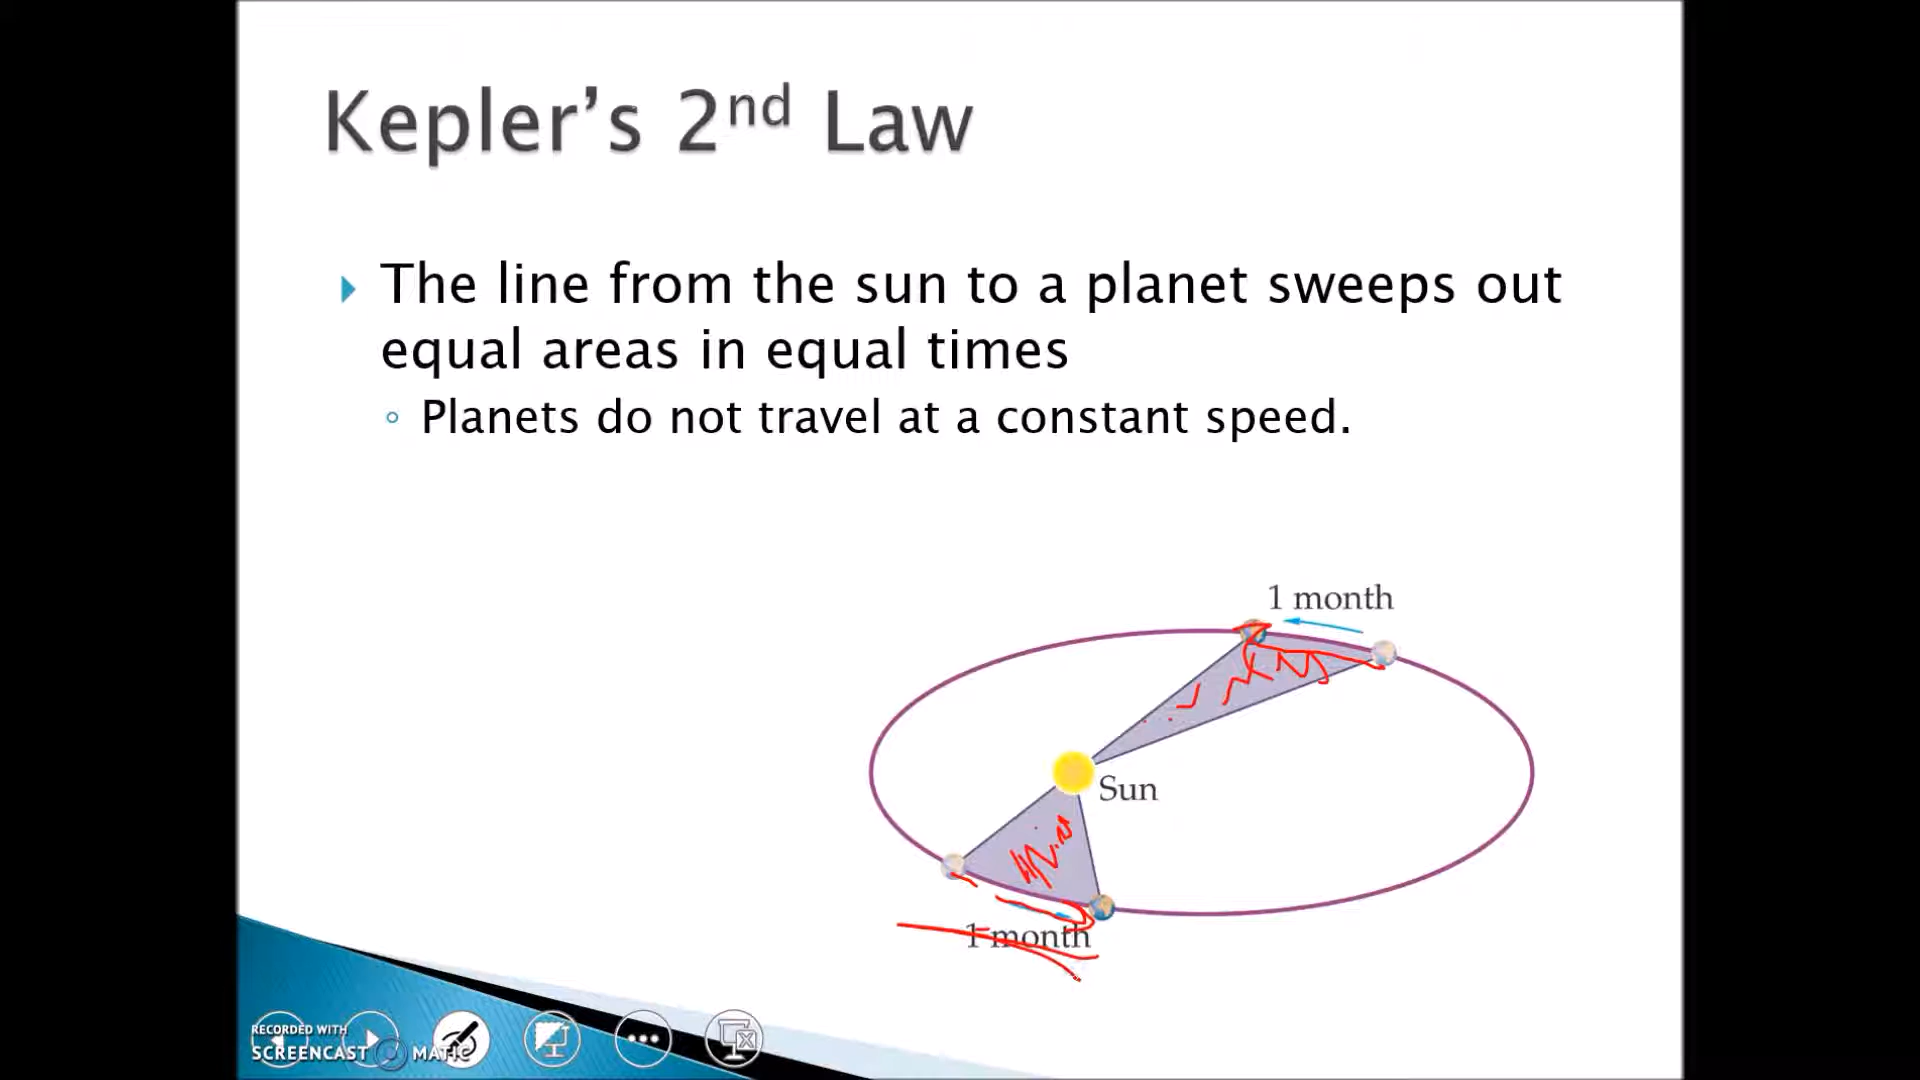 Kepler's 2nd Law
The line from the sun to a planet sweeps out
equal areas in equal times
Planets do not travel at a constant speed.
1 month
Sun
1 month
RECORDED WITH
SCREENCAST MATIC